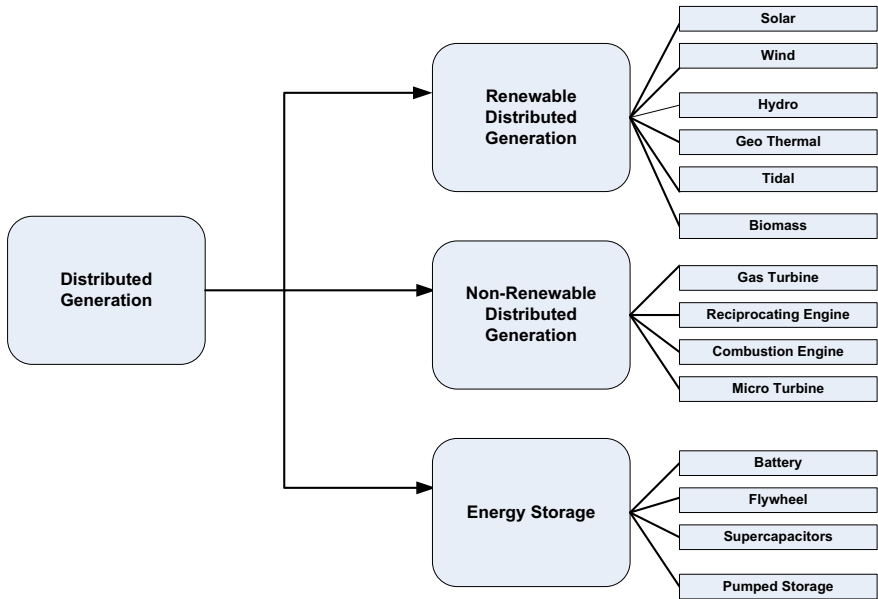 Distributed
Generation
Renewable
Distributed
Generation
Solar
Wind
Hydro
Geo Thermal
Tidal
Biomass
Non-Renewable
Distributed
Generation
Gas Turbine
Reciprocating Engine
Combustion Engine
Micro Turbine
Energy Storage
Battery
Flywheel
Supercapacitors
Pumped Storage